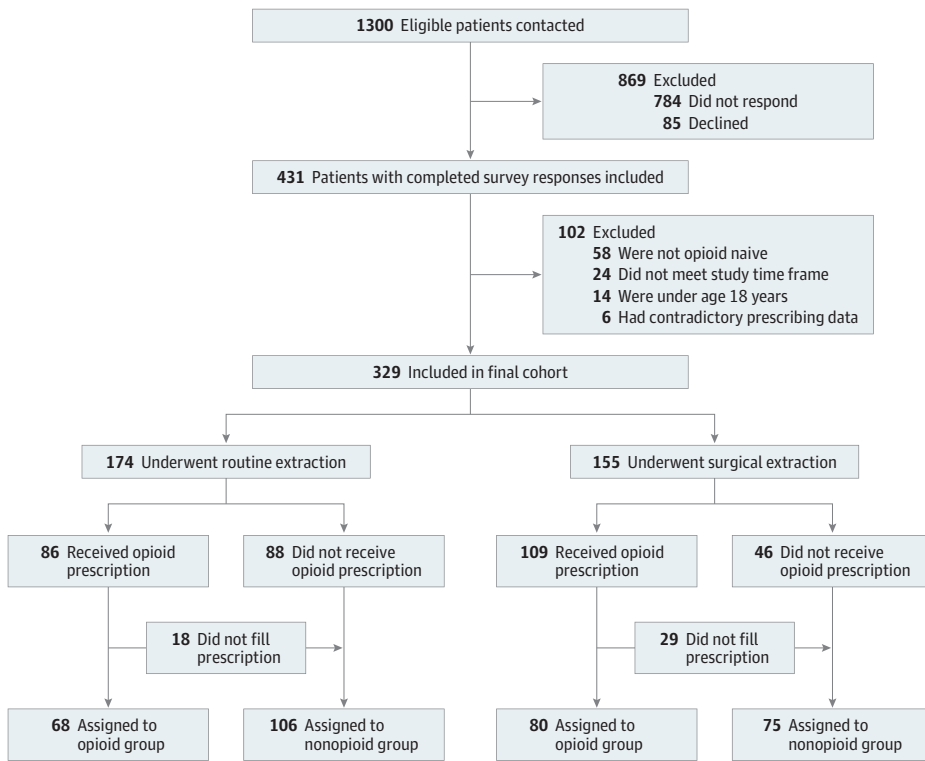 1300 Eligible patients contacted
869 Excluded
784 Did not respond
85 Declined
431 Patients with completed survey responses included
102 Excluded
58 Were not opioid naive
24 Did not meet study time frame
14 Were under age 18 years
6 Had contradictory prescribing data
329 Included in final cohort
174 Underwent routine extraction
155 Underwent surgical extraction
86 Received opioid
prescription
88 Did not receive
opioid prescription
109 Received opioid
prescription
46 Did not receive
opioid prescription
18 Did not fill
prescription
29 Did not fill
prescription
68 Assigned to
opioid group
106 Assigned to
nonopioid group
80 Assigned to
opioid group
75 Assigned to
nonopioid group